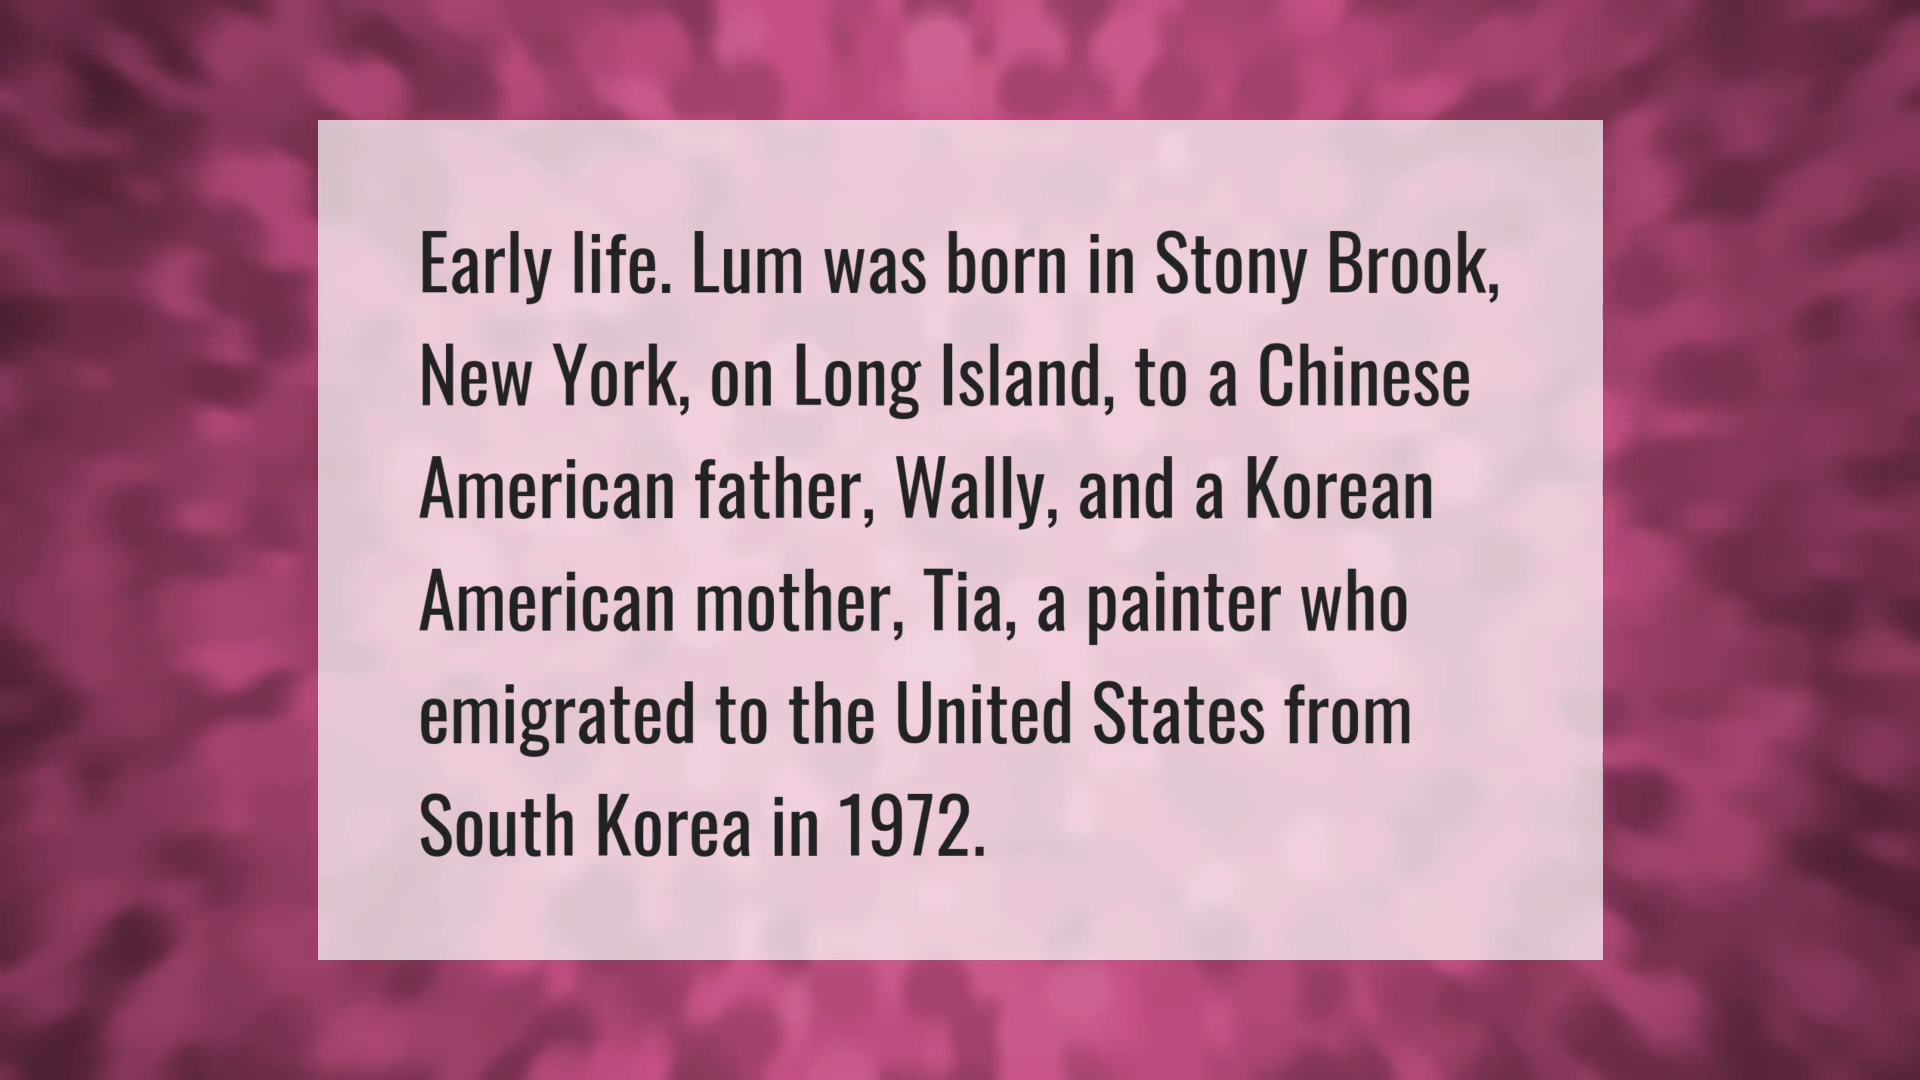 Early life. Lum was born in Stony Brook,
New York, on Long Island, to a Chinese
American father, Wally, and a Korean
American mother, Tia, a painter who
emigrated to the United States from
South Korea in 1972.